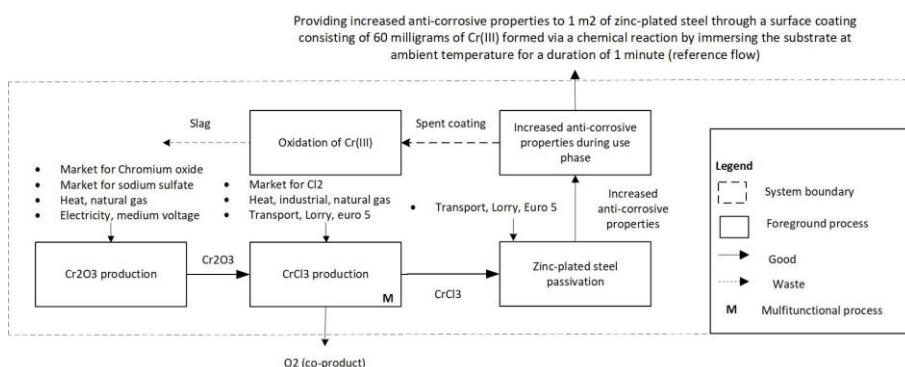 Providing increased anti-corrosive properties to 1 m2 of zinc-plated steel through a surface coating
consisting of 60 milligrams of Cr(III) formed via a chemical reaction by immersing the substrate at
ambient temperature for a duration of 1 minute (reference flow)
Slag
Oxidation of Cr(III)
Spent coating
Increased anti-corrosive
properties during use
phase
• Market for Chromium oxide
• Market for sodium sulfate
• Heat, natural gas
• Electricity, medium voltage
• Market for Cl2
• Heat, industrial, natural gas
• Transport, Lorry, euro 5
• Transport, Lorry, Euro 5
Increased
anti-corrosive
properties
Cr2O3 production
Cr2O3
CrCl3 production
M
CrCl3
Zinc-plated steel
passivation
O2 (co-product)
Legend
System boundary
Foreground process
Good
Waste
M Mulfitunctional process